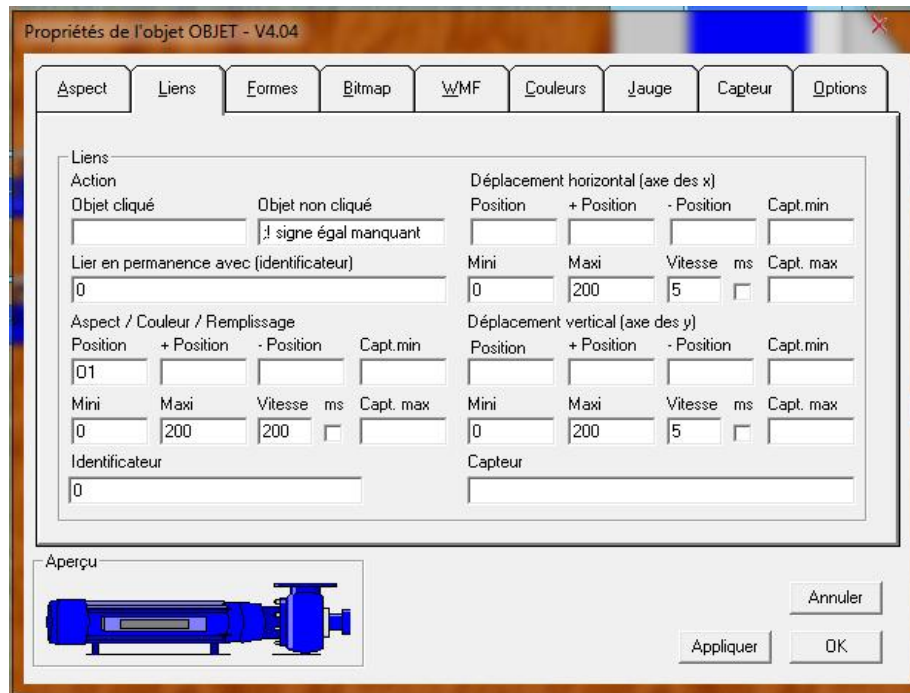 Propriétés de l'objet OBJET - V4.04
Aspect Liens Formes Bitmap WMF Couleurs Jauge Capteur Options
Liens
Action
Objet cliqué Objet non cliqué
;! signe égal manquant
Lier en permanence avec (identificateur)
0
Aspect / Couleur / Remplissage
Position + Position - Position Capt.min
O1
Mini Maxi Vitesse ms Capt. max
0 200 200
Identificateur
0
Déplacement horizontal (axe des x)
Position + Position - Position Capt.min
Mini Maxi Vitesse ms Capt. max
0 200 5
Déplacement vertical (axe des y)
Position + Position - Position Capt.min
Mini Maxi Vitesse ms Capt. max
0 200 5
Capteur
Aperçu
Annuler
Appliquer OK